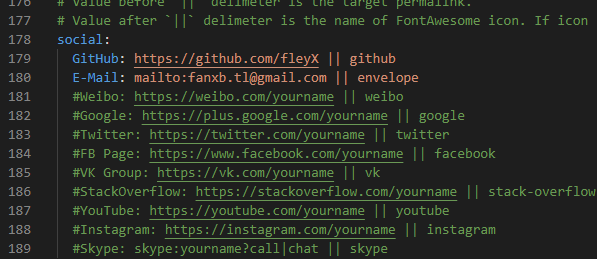 176 # Value before `||` delimeter is the target permalink.
177 # Value after `||` delimeter is the name of FontAwesome icon. If icon
178 social:
179 GitHub: https://github.com/fleyX || github
180 E-Mail: mailto:fanxb.tl@gmail.com || envelope
181 #Weibo: https://weibo.com/yourname || weibo
182 #Google: https://plus.google.com/yourname || google
183 #Twitter: https://twitter.com/yourname || twitter
184 #FB Page: https://www.facebook.com/yourname || facebook
185 #VK Group: https://vk.com/yourname || vk
186 #StackOverflow: https://stackoverflow.com/yourname || stack-overflow
187 #YouTube: https://youtube.com/yourname || youtube
188 #Instagram: https://instagram.com/yourname || instagram
189 #Skype: skype:yourname?call|chat || skype